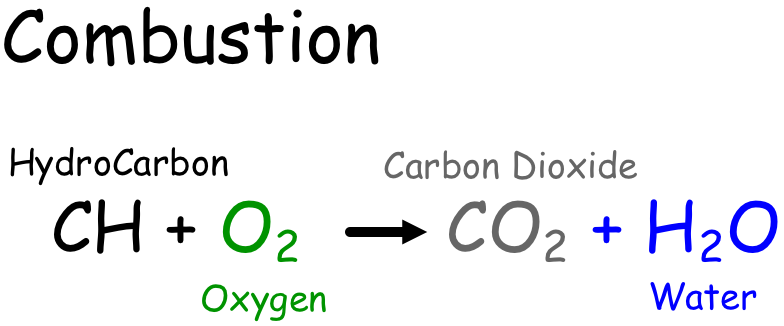 Combustion
HydroCarbon Carbon Dioxide
CH + O₂ → CO₂ + H₂O
Oxygen Water